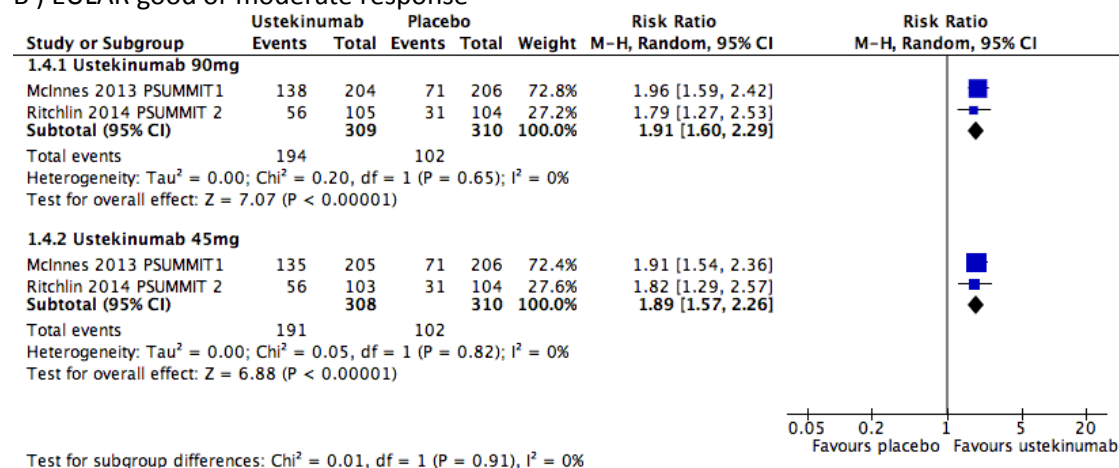 B ) EULAR good or moderate response
Ustekinumab Placebo Risk Ratio Risk Ratio
Study or Subgroup Events Total Events Total Weight M-H, Random, 95% CI M-H, Random, 95% CI
1.4.1 Ustekinumab 90mg
McInnes 2013 PSUMMIT1 138 204 71 206 72.8% 1.96 [1.59, 2.42]
Ritchlin 2014 PSUMMIT 2 56 105 31 104 27.2% 1.79 [1.27, 2.53]
Subtotal (95% CI) 309 310 100.0% 1.91 [1.60, 2.29]
Total events 194 102
Heterogeneity: Tau² = 0.00; Chi² = 0.20, df = 1 (P = 0.65); I² = 0%
Test for overall effect: Z = 7.07 (P < 0.00001)
1.4.2 Ustekinumab 45mg
McInnes 2013 PSUMMIT1 135 205 71 206 72.4% 1.91 [1.54, 2.36]
Ritchlin 2014 PSUMMIT 2 56 103 31 104 27.6% 1.82 [1.29, 2.57]
Subtotal (95% CI) 308 310 100.0% 1.89 [1.57, 2.26]
Total events 191 102
Heterogeneity: Tau² = 0.00; Chi² = 0.05, df = 1 (P = 0.82); I² = 0%
Test for overall effect: Z = 6.88 (P < 0.00001)
0.05 0.2 1 5 20
Favours placebo Favours ustekinumab
Test for subgroup differences: Chi² = 0.01, df = 1 (P = 0.91), I² = 0%